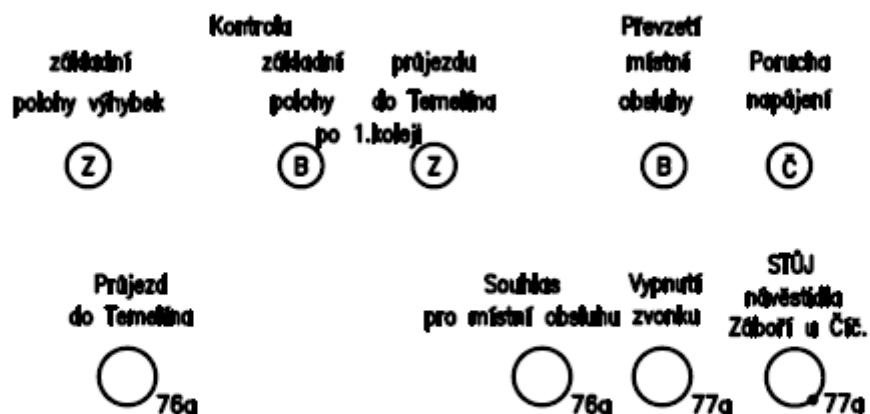 Kontrola
Převzetí
základní základní průjezdu místní Porucha
polohy výhybek polohy do Temelína obsluhy napájení
po 1.koleji
Z B Z B Č
STŮJ
Průjezd Souhlas Vypnutí návěstidla
do Temelína pro místní obsluhu zvonku Záboří u Číč.
76a 76a 77a 77a